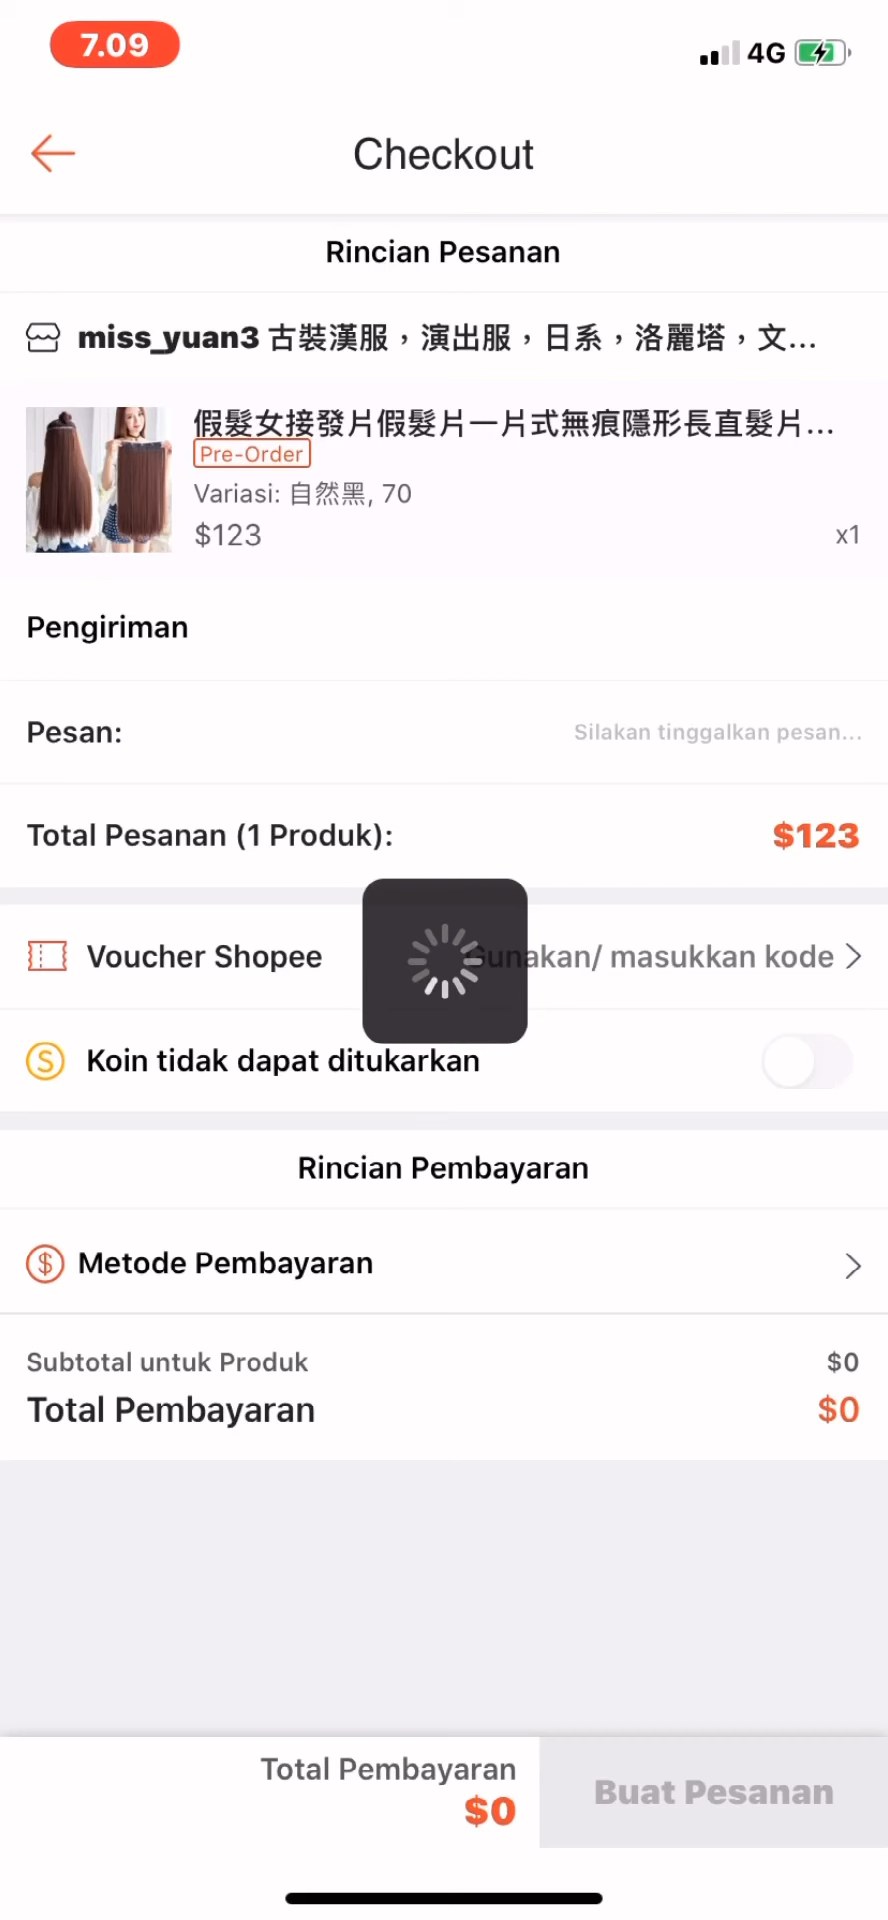 7.09
4G
Checkout
Rincian Pesanan
miss_yuan3 古裝漢服，演出服，日系，洛麗塔，文...
假髮女接發片假髮片一片式無痕隱形長直髮片...
Pre-Order
Variasi: 自然黑, 70
$123 x1
Pengiriman
Pesan: Silakan tinggalkan pesan...
Total Pesanan (1 Produk): $123
Voucher Shopee Gunakan/ masukkan kode
Koin tidak dapat ditukarkan
Rincian Pembayaran
Metode Pembayaran
Subtotal untuk Produk $0
Total Pembayaran $0
Total Pembayaran
$0
Buat Pesanan